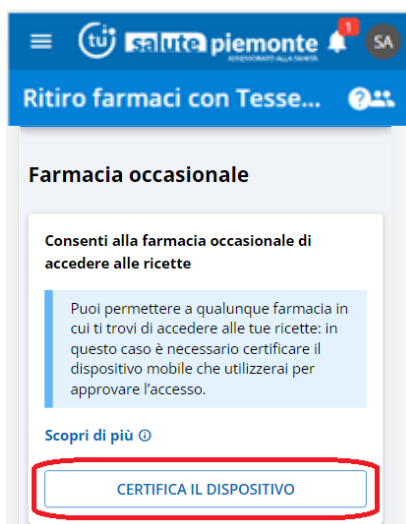 tu salute piemonte 1 SA
ASSESSORATO ALLA SANITÀ
Ritiro farmaci con Tesse... ?
Farmacia occasionale
Consenti alla farmacia occasionale di
accedere alle ricette
Puoi permettere a qualunque farmacia in
cui ti trovi di accedere alle tue ricette: in
questo caso è necessario certificare il
dispositivo mobile che utilizzerai per
approvare l’accesso.
Scopri di più
CERTIFICA IL DISPOSITIVO